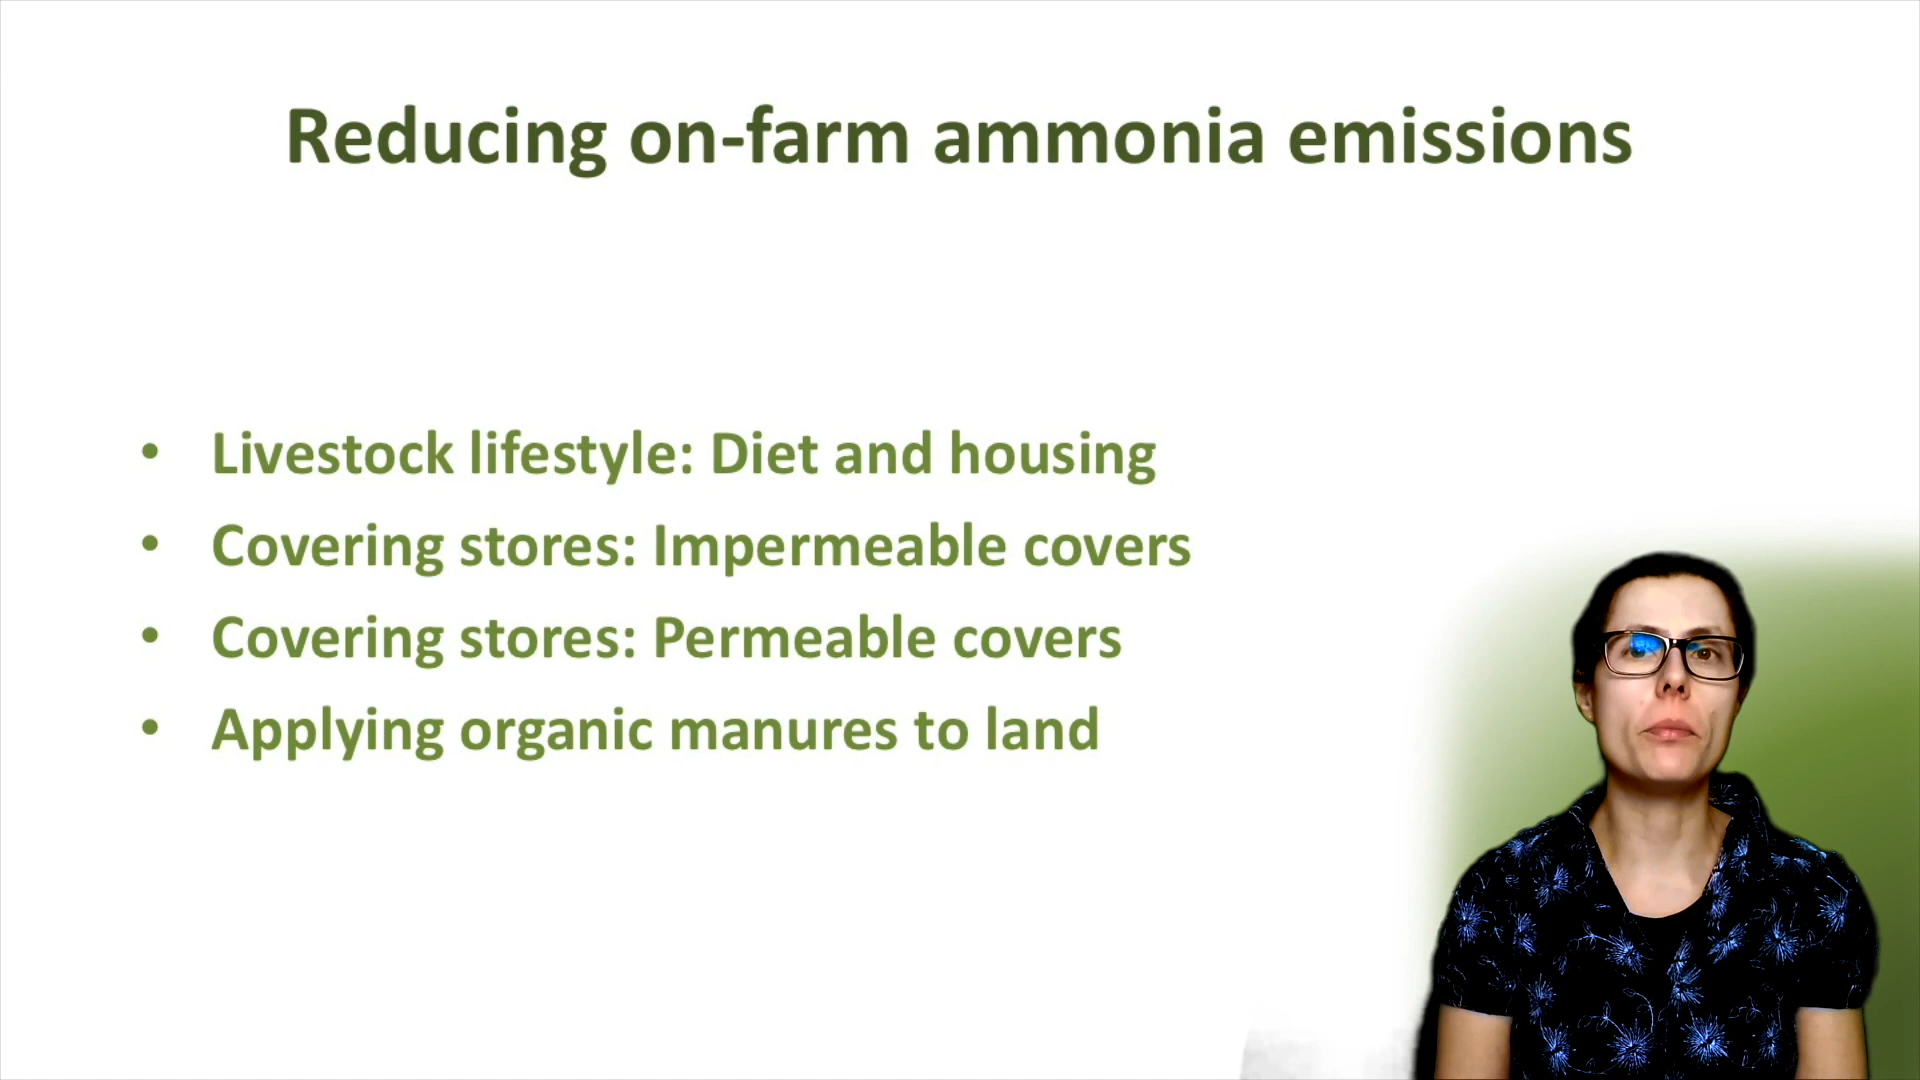 Reducing on-farm ammonia emissions
• Livestock lifestyle: Diet and housing
• Covering stores: Impermeable covers
• Covering stores: Permeable covers
• Applying organic manures to land